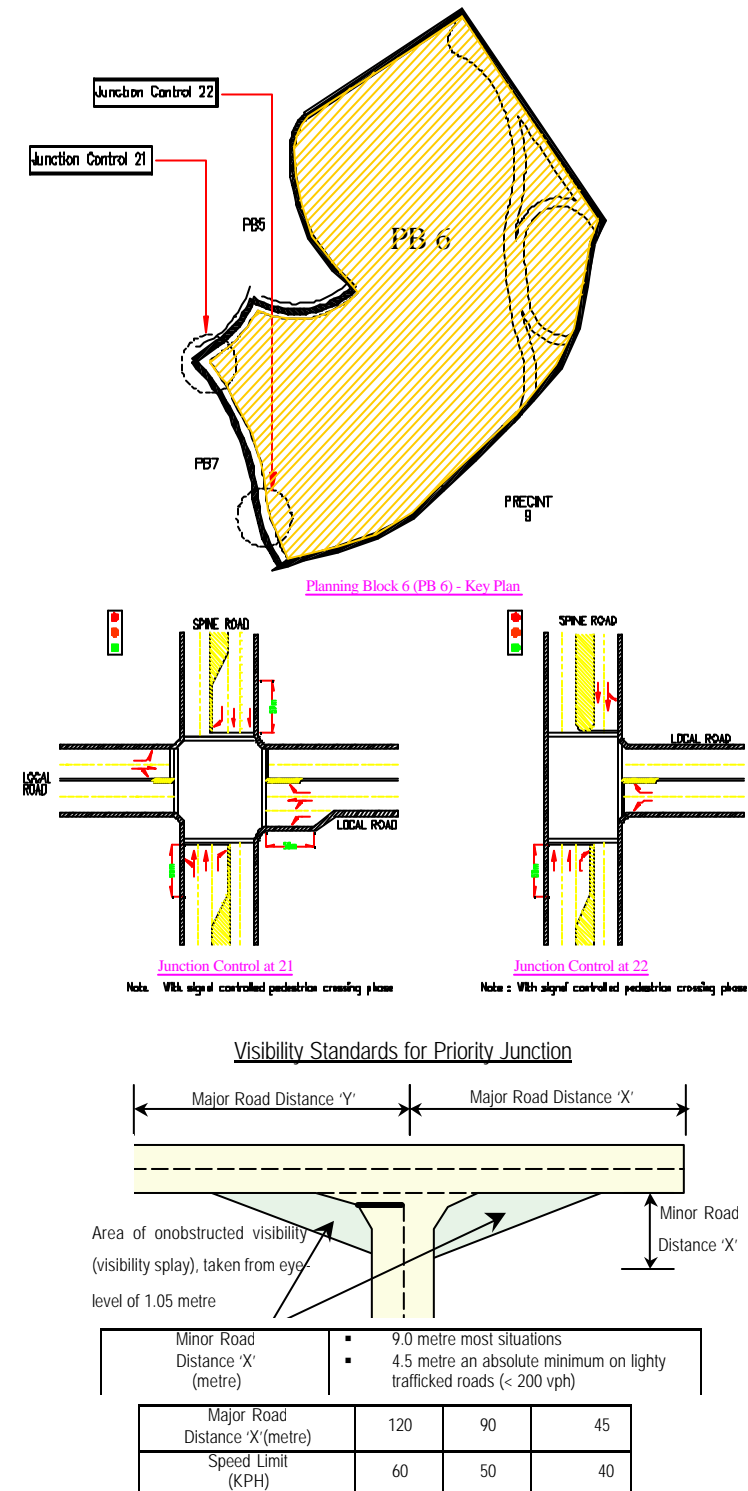 Junction Control 22
Junction Control 21
PB5
PB 6
PB7
PRECINT
9
Planning Block 6 (PB 6) - Key Plan
SPINE ROAD
LOCAL
ROAD
LOCAL ROAD
Junction Control at 21
Note. With signal controlled pedestrian crossing phase
SPINE ROAD
LOCAL ROAD
Junction Control at 22
Note : With signal controlled pedestrian crossing phase
Visibility Standards for Priority Junction
Major Road Distance ‘Y’
Major Road Distance ‘X’
Minor Road
Distance ‘X’
Area of onobstructed visibility
(visibility splay), taken from eye-
level of 1.05 metre
Minor Road
Distance ‘X’
(metre)
▪ 9.0 metre most situations
▪ 4.5 metre an absolute minimum on lighty
trafficked roads (< 200 vph)
Major Road
Distance ‘X’(metre)
120 90 45
Speed Limit
(KPH)
60 50 40